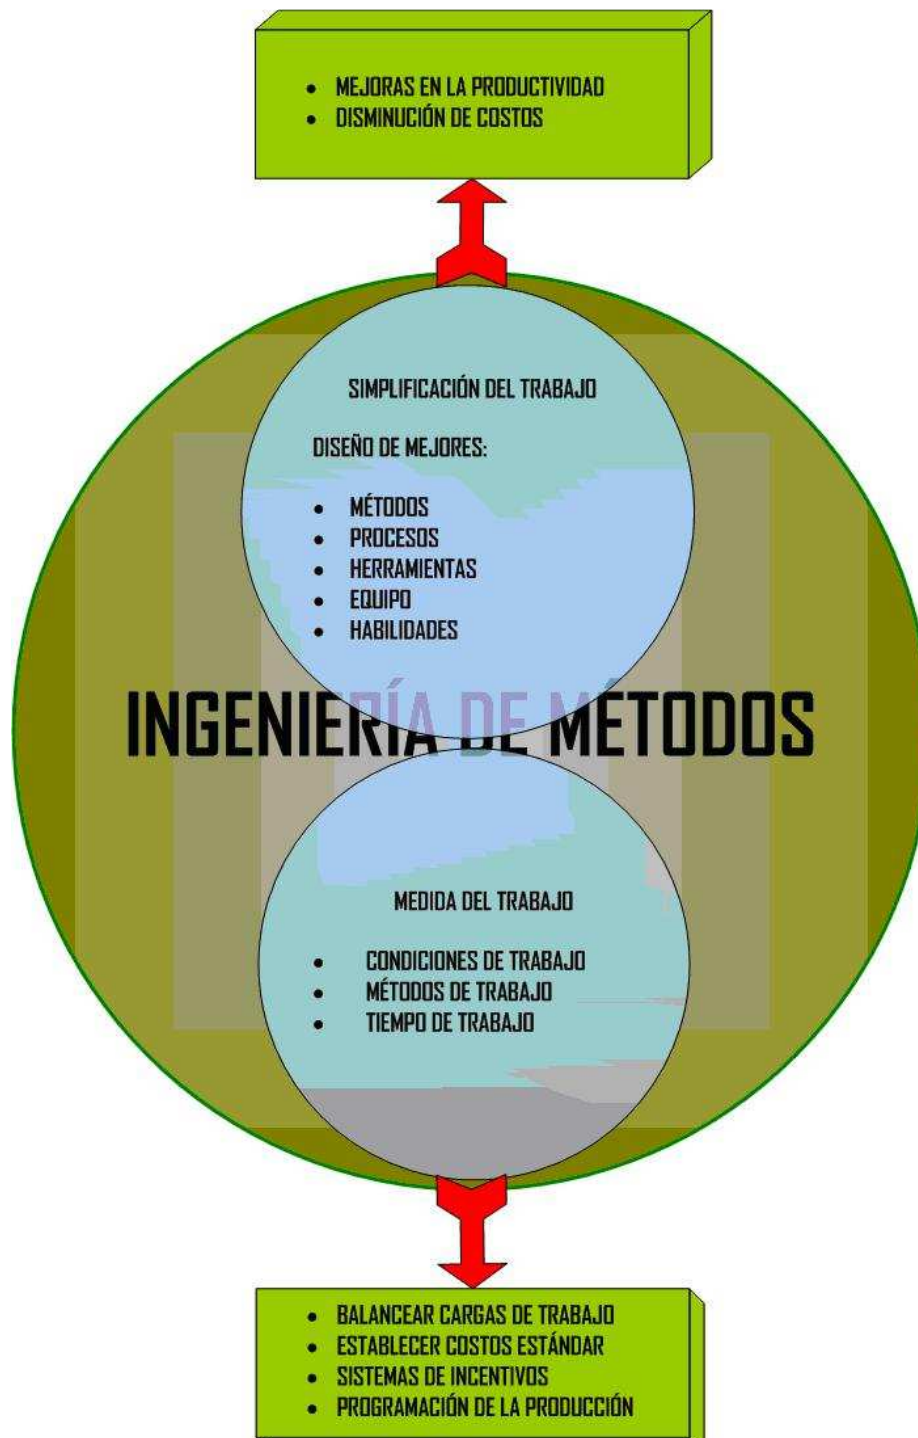 • MEJORAS EN LA PRODUCTIVIDAD
• DISMINUCIÓN DE COSTOS
SIMPLIFICACIÓN DEL TRABAJO
DISEÑO DE MEJORES:
• MÉTODOS
• PROCESOS
• HERRAMIENTAS
• EQUIPO
• HABILIDADES
INGENIERÍA DE MÉTODOS
MEDIDA DEL TRABAJO
• CONDICIONES DE TRABAJO
• MÉTODOS DE TRABAJO
• TIEMPO DE TRABAJO
• BALANCEAR CARGAS DE TRABAJO
• ESTABLECER COSTOS ESTÁNDAR
• SISTEMAS DE INCENTIVOS
• PROGRAMACIÓN DE LA PRODUCCIÓN